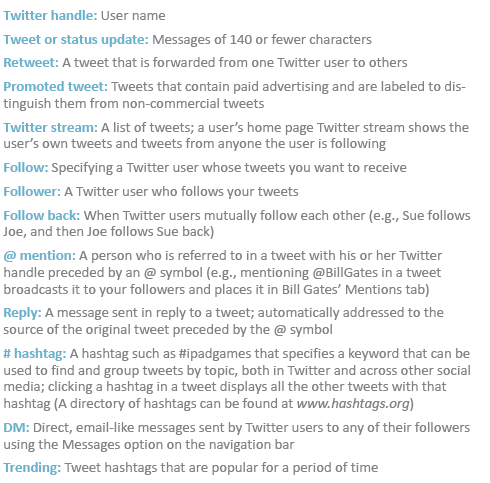 Twitter handle: User name
Tweet or status update: Messages of 140 or fewer characters
Retweet: A tweet that is forwarded from one Twitter user to others
Promoted tweet: Tweets that contain paid advertising and are labeled to dis-
tinguish them from non-commercial tweets
Twitter stream: A list of tweets; a user's home page Twitter stream shows the
user's own tweets and tweets from anyone the user is following
Follow: Specifying a Twitter user whose tweets you want to receive
Follower: A Twitter user who follows your tweets
Follow back: When Twitter users mutually follow each other (e.g., Sue follows
Joe, and then Joe follows Sue back)
@ mention: A person who is referred to in a tweet with his or her Twitter
handle preceded by an @ symbol (e.g., mentioning @BillGates in a tweet
broadcasts it to your followers and places it in Bill Gates' Mentions tab)
Reply: A message sent in reply to a tweet; automatically addressed to the
source of the original tweet preceded by the @ symbol
# hashtag: A hashtag such as #ipadgames that specifies a keyword that can be
used to find and group tweets by topic, both in Twitter and across other social
media; clicking a hashtag in a tweet displays all the other tweets with that
hashtag (A directory of hashtags can be found at www.hashtags.org)
DM: Direct, email-like messages sent by Twitter users to any of their followers
using the Messages option on the navigation bar
Trending: Tweet hashtags that are popular for a period of time